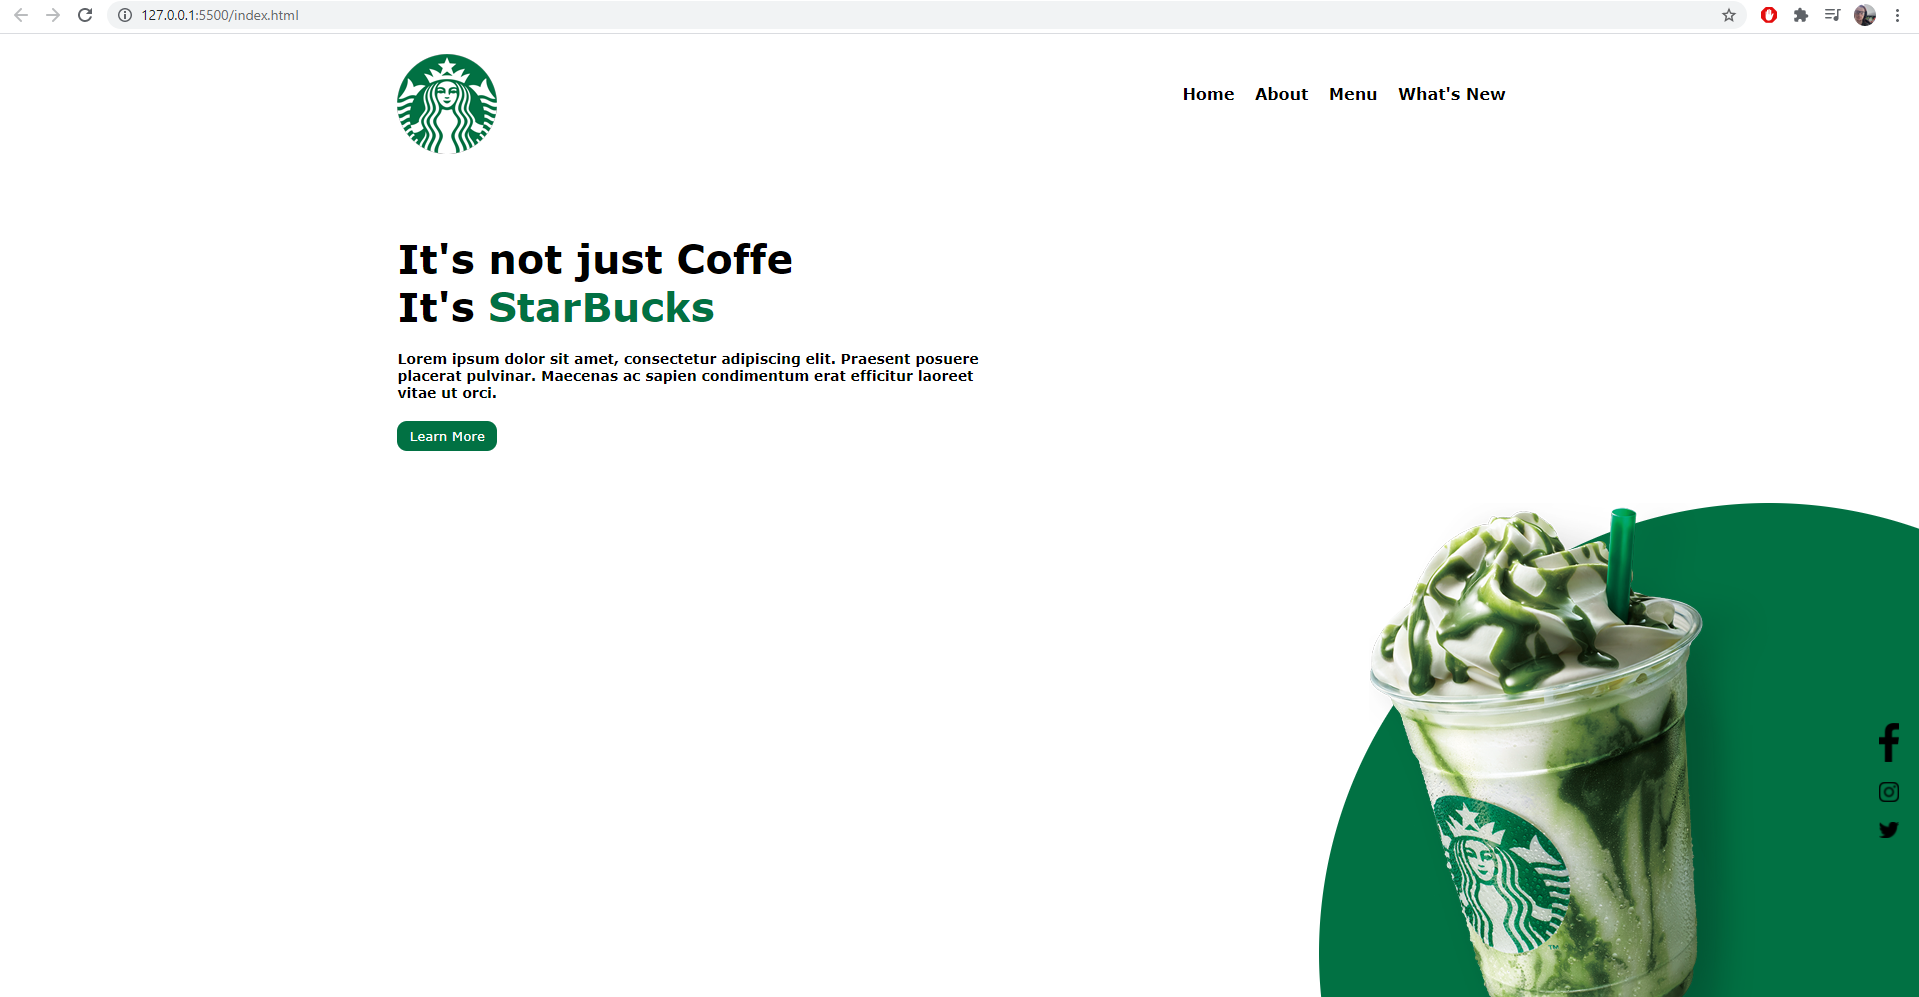 127.0.0.1:5500/index.html
Home About Menu What's New
It's not just Coffe
It's StarBucks
Lorem ipsum dolor sit amet, consectetur adipiscing elit. Praesent posuere
placerat pulvinar. Maecenas ac sapien condimentum erat efficitur laoreet
vitae ut orci.
Learn More
TM